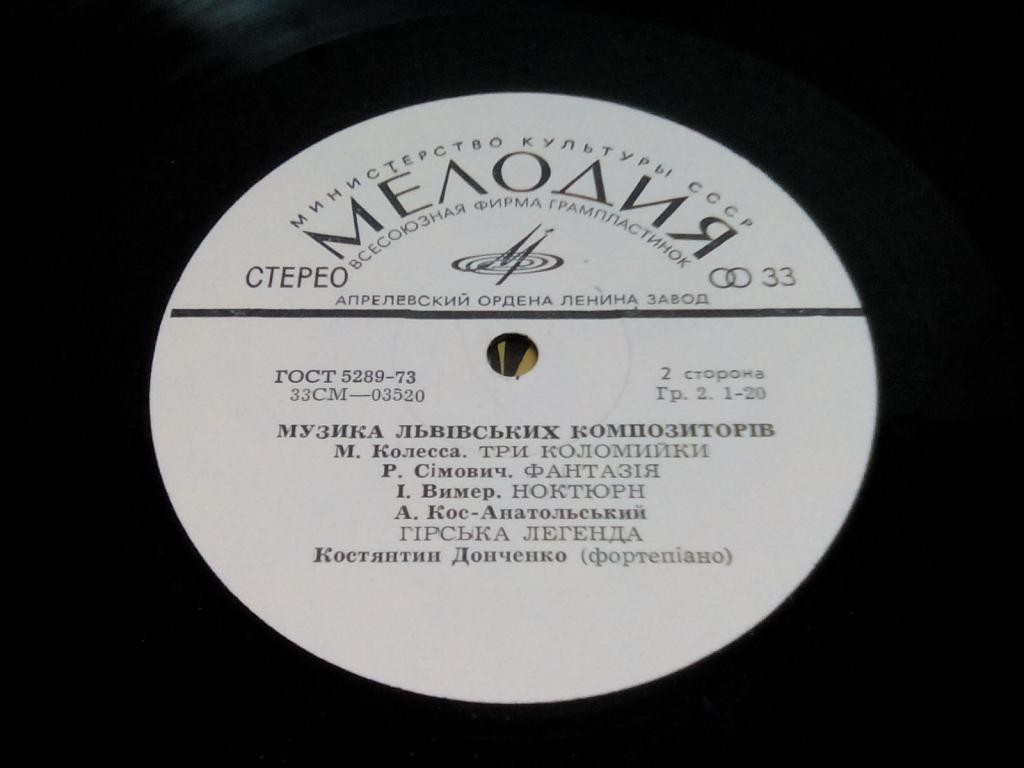 МИНИСТЕРСТВО КУЛЬТУРЫ СССР
МЕЛОДИЯ
ВСЕСОЮЗНАЯ ФИРМА ГРАМПЛАСТИНОК
СТЕРЕО
33
АПРЕЛЕВСКИЙ ОРДЕНА ЛЕНИНА ЗАВОД
ГОСТ 5289-73
2 сторона
33СМ—03520
Гр. 2. 1-20
МУЗИКА ЛЬВІВСЬКИХ КОМПОЗИТОРІВ
М. Колесса. ТРИ КОЛОМИЙКИ
Р. Сімович. ФАНТАЗІЯ
І. Вимер. НОКТЮРН
А. Кос-Анатольський
ГІРСЬКА ЛЕГЕНДА
Костянтин Донченко (фортепіано)